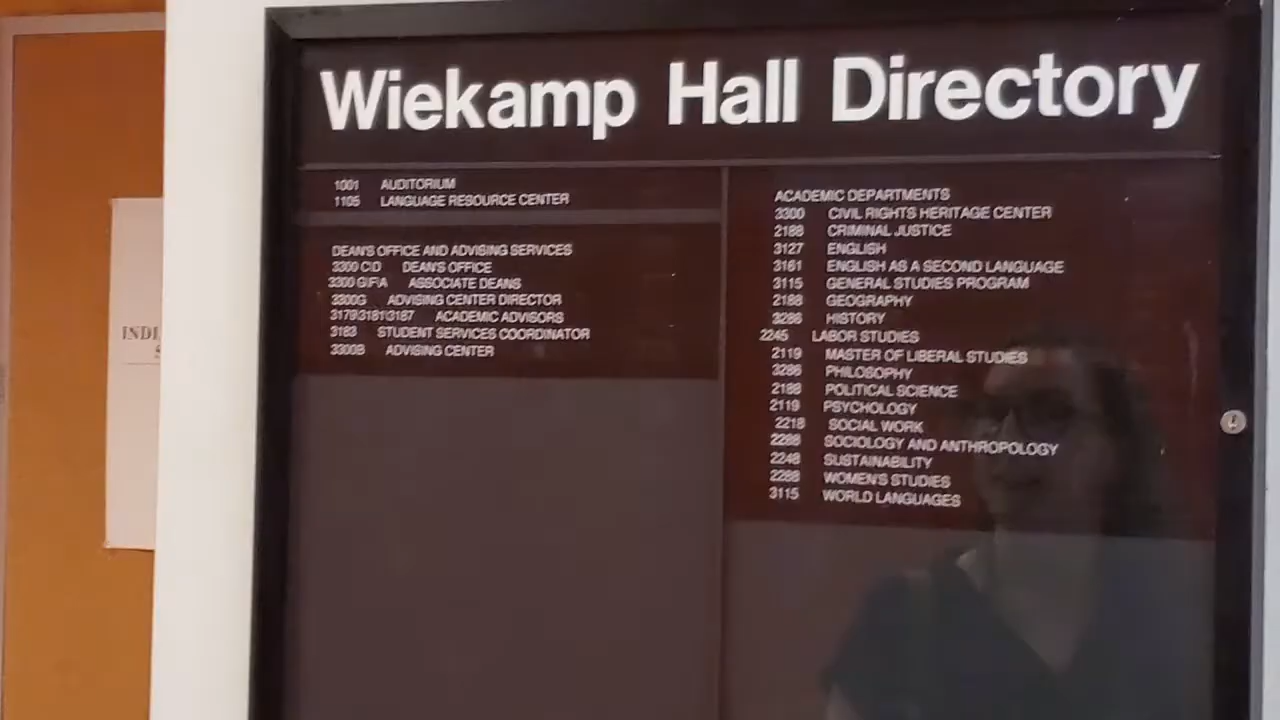 Wiekamp Hall Directory
1001 AUDITORIUM
1105 LANGUAGE RESOURCE CENTER
DEAN'S OFFICE AND ADVISING SERVICES
3300 C\D DEAN'S OFFICE
3300 G\F\A ASSOCIATE DEANS
3300G ADVISING CENTER DIRECTOR
3179\3181\3187 ACADEMIC ADVISORS
3183 STUDENT SERVICES COORDINATOR
3300B ADVISING CENTER
ACADEMIC DEPARTMENTS
3300 CIVIL RIGHTS HERITAGE CENTER
2188 CRIMINAL JUSTICE
3127 ENGLISH
3161 ENGLISH AS A SECOND LANGUAGE
3115 GENERAL STUDIES PROGRAM
2188 GEOGRAPHY
3286 HISTORY
2245 LABOR STUDIES
2119 MASTER OF LIBERAL STUDIES
3286 PHILOSOPHY
2188 POLITICAL SCIENCE
2119 PSYCHOLOGY
2218 SOCIAL WORK
2288 SOCIOLOGY AND ANTHROPOLOGY
2248 SUSTAINABILITY
2288 WOMEN'S STUDIES
3115 WORLD LANGUAGES